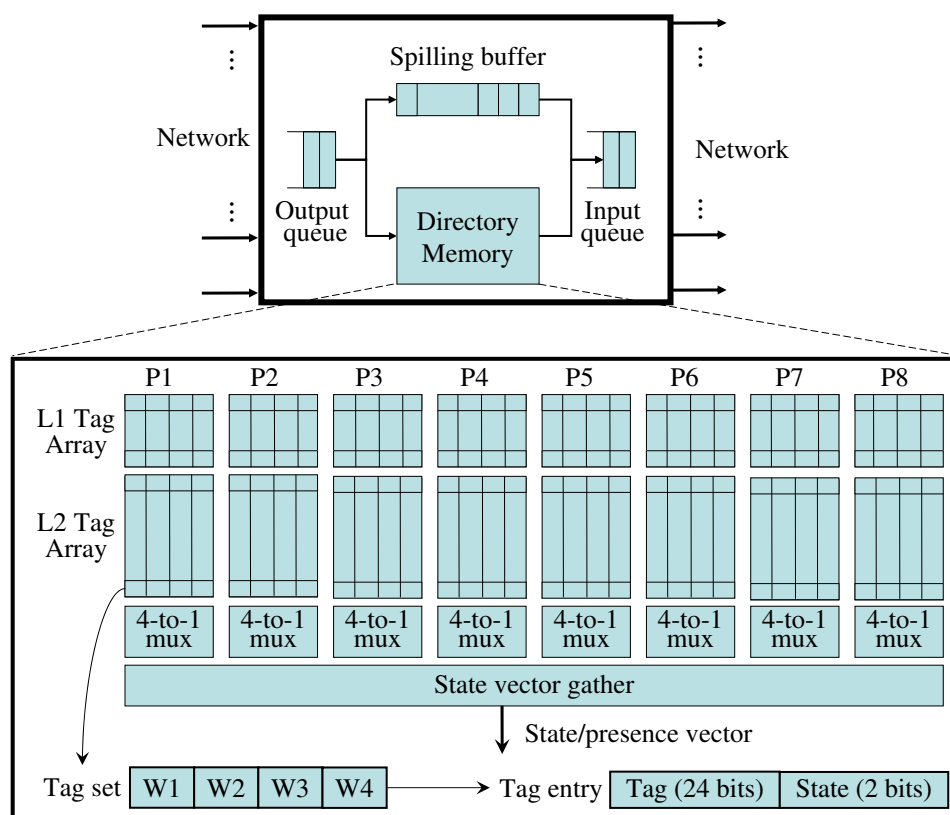 Spilling buffer
⋮
⋮
Network
Network
Output
queue
Directory
Memory
Input
queue
⋮
⋮
P1 P2 P3 P4 P5 P6 P7 P8
L1 Tag
Array
L2 Tag
Array
4-to-1
mux
4-to-1
mux
4-to-1
mux
4-to-1
mux
4-to-1
mux
4-to-1
mux
4-to-1
mux
4-to-1
mux
State vector gather
State/presence vector
Tag set W1 W2 W3 W4 Tag entry Tag (24 bits) State (2 bits)